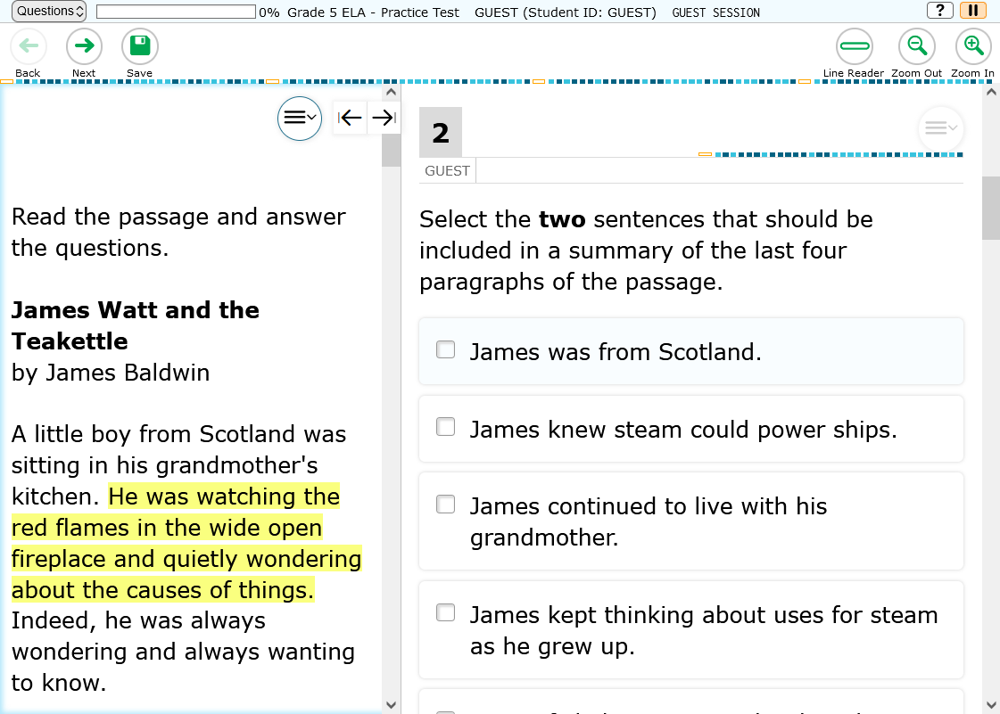 Questions
0% Grade 5 ELA - Practice Test GUEST (Student ID: GUEST) GUEST SESSION
?
Back
Next
Save
Line Reader
Zoom Out
Zoom In
Read the passage and answer
the questions.
James Watt and the
Teakettle
by James Baldwin
A little boy from Scotland was
sitting in his grandmother's
kitchen. He was watching the
red flames in the wide open
fireplace and quietly wondering
about the causes of things.
Indeed, he was always
wondering and always wanting
to know.
2
GUEST
Select the two sentences that should be
included in a summary of the last four
paragraphs of the passage.
James was from Scotland.
James knew steam could power ships.
James continued to live with his
grandmother.
James kept thinking about uses for steam
as he grew up.